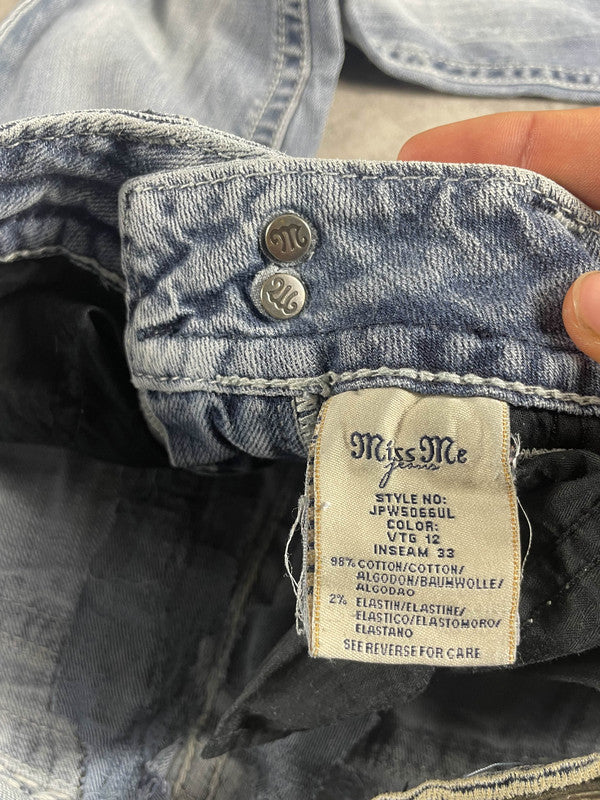 M
M
Miss Me
jeans
STYLE NO:
JPW5066UL
COLOR:
VTG 12
INSEAM 33
98% COTTON/COTTON/
ALGODON/BAUMWOLLE/
ALGODAO
2% ELASTIN/ELASTINE/
ELASTICO/ELASTOMORO/
ELASTANO
SEE REVERSE FOR CARE